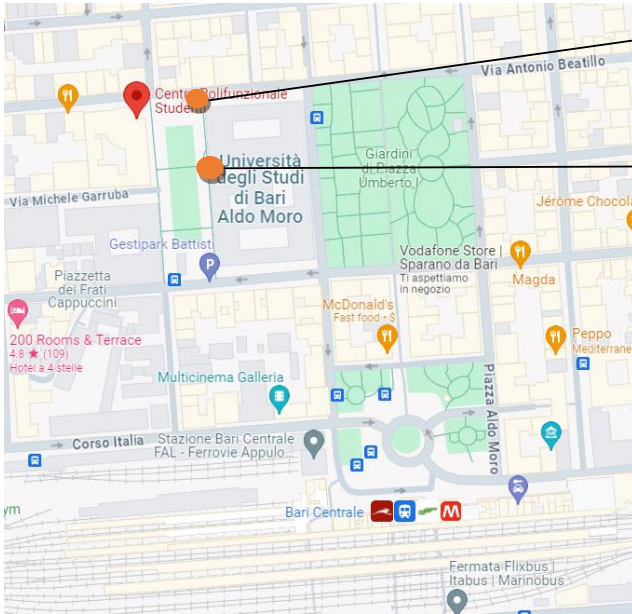 Via Antonio Beatillo
Centro Polifunzionale
Studenti
Università
degli Studi
di Bari
Aldo Moro
Giardini
di Piazza
Umberto I
Via Michele Garruba
Jérôme Chocola
Gestipark Battisti
P
Vodafone Store |
Sparano da Bari
Ti aspettiamo
in negozio
Magda
Piazzetta
dei Frati
Cappuccini
McDonald's
Fast food • $
200 Rooms & Terrace
4.8 ★ (109)
Hotel a 4 stelle
Peppo
Mediterrane
Multicinema Galleria
Piazza Aldo Moro
Corso Italia
Stazione Bari Centrale
FAL - Ferrovie Appulo...
ym
Bari Centrale
M
Fermata Flixbus |
Itabus | Marinobus